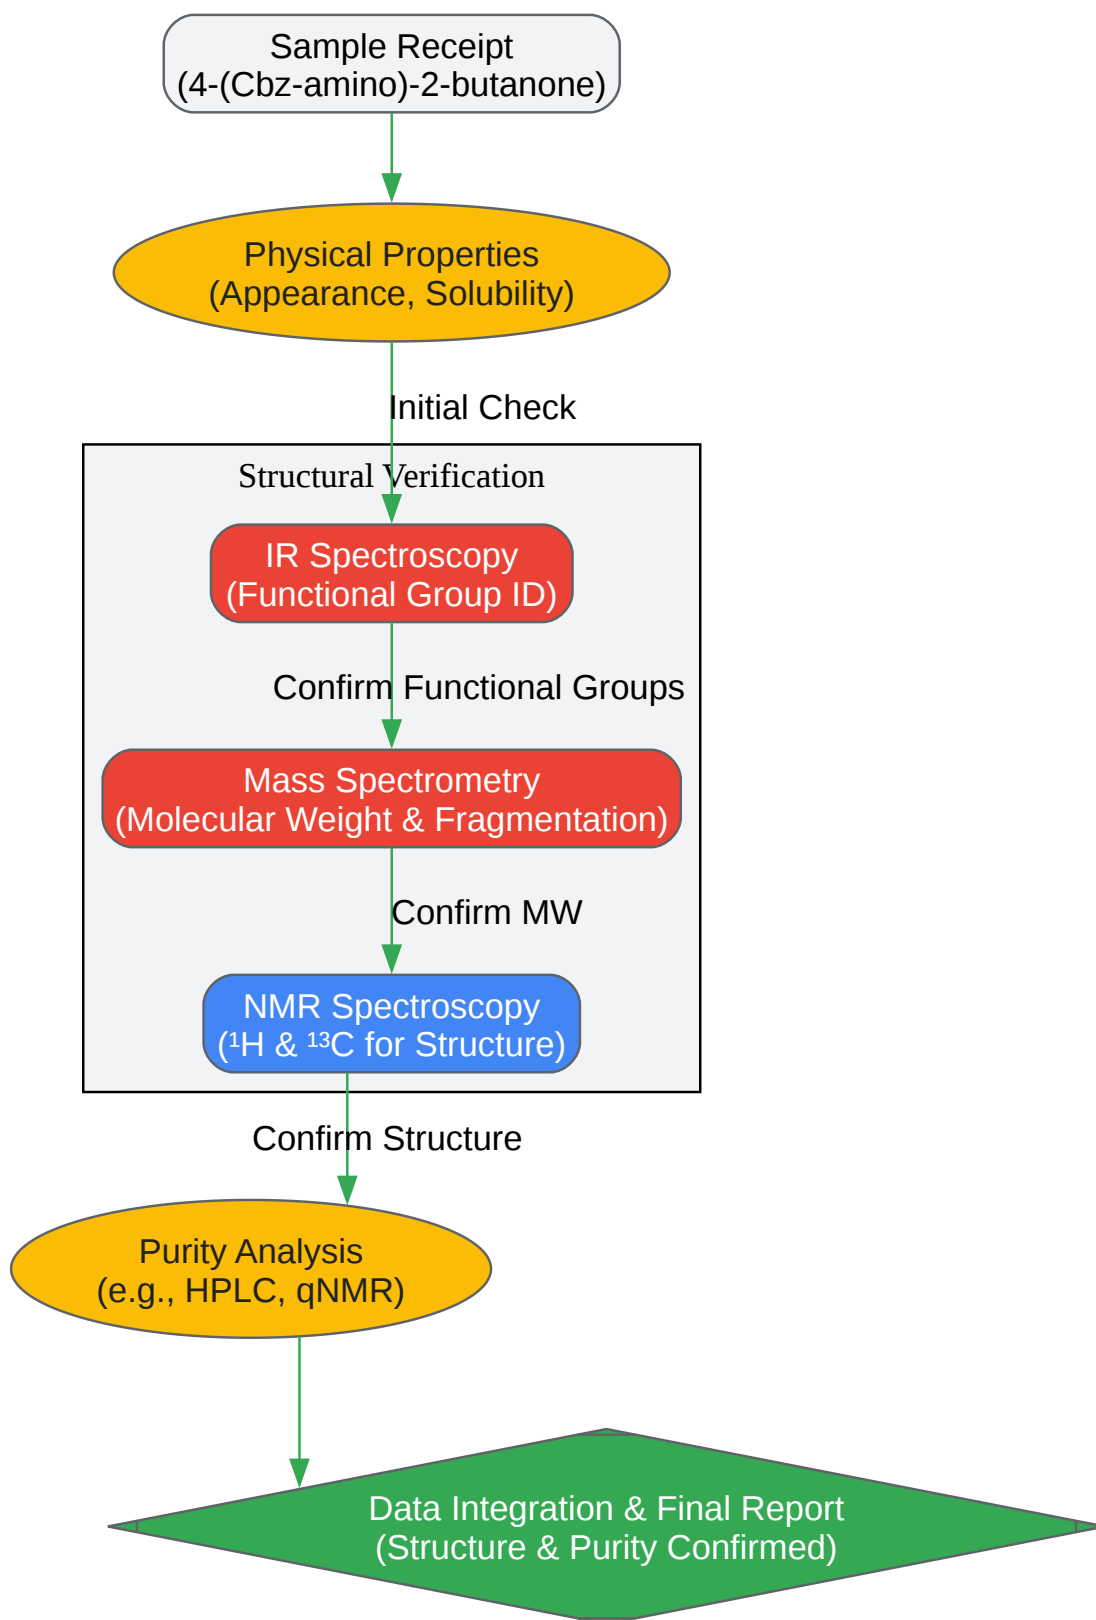 Sample Receipt
(4-(Cbz-amino)-2-butanone)
Physical Properties
(Appearance, Solubility)
Initial Check
Structural Verification
IR Spectroscopy
(Functional Group ID)
Confirm Functional Groups
Mass Spectrometry
(Molecular Weight & Fragmentation)
Confirm MW
NMR Spectroscopy
(¹H & ¹³C for Structure)
Confirm Structure
Purity Analysis
(e.g., HPLC, qNMR)
Data Integration & Final Report
(Structure & Purity Confirmed)